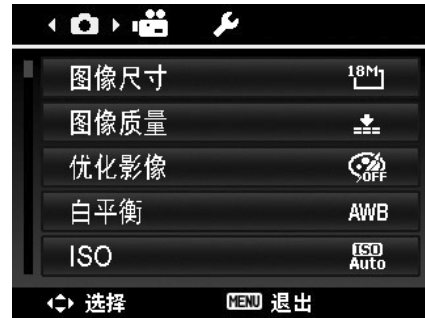 图像尺寸 18M
图像质量
优化影像 OFF
白平衡 AWB
ISO ISO Auto
选择 MENU 退出